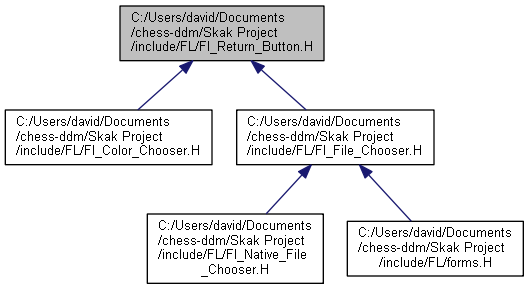 C:/Users/david/Documents
/chess-ddm/Skak Project
/include/FL/Fl_Return_Button.H
C:/Users/david/Documents
/chess-ddm/Skak Project
/include/FL/Fl_Color_Chooser.H
C:/Users/david/Documents
/chess-ddm/Skak Project
/include/FL/Fl_File_Chooser.H
C:/Users/david/Documents
/chess-ddm/Skak Project
/include/FL/Fl_Native_File
_Chooser.H
C:/Users/david/Documents
/chess-ddm/Skak Project
/include/FL/forms.H